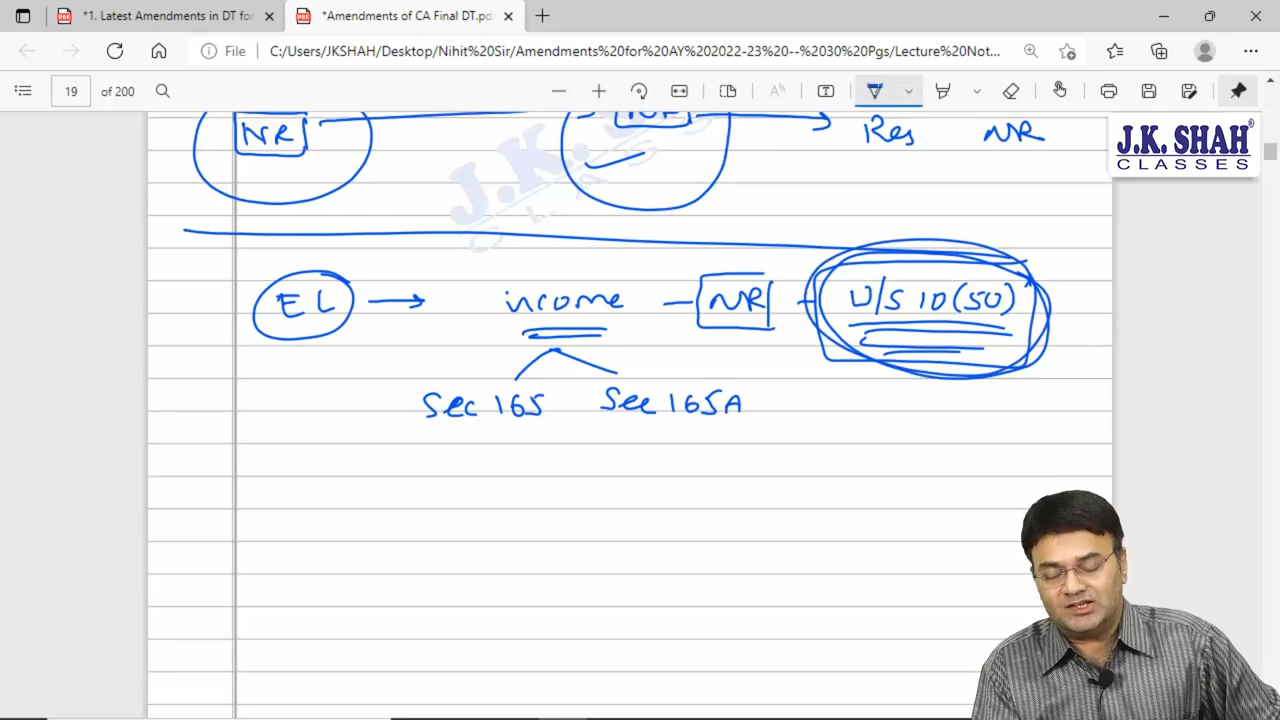 *1. Latest Amendments in DT for
*Amendments of CA Final DT.pd
File C:/Users/JKSHAH/Desktop/Nihit%20Sir/Amendments%20for%20AY%202022-23%20--%2030%20Pgs/Lecture%20Not...
19 of 200
NR NR Res NR
J.K. SHAH®
CLASSES
EL → income — NR — U/S 10(50)
Sec 165 Sec 165A